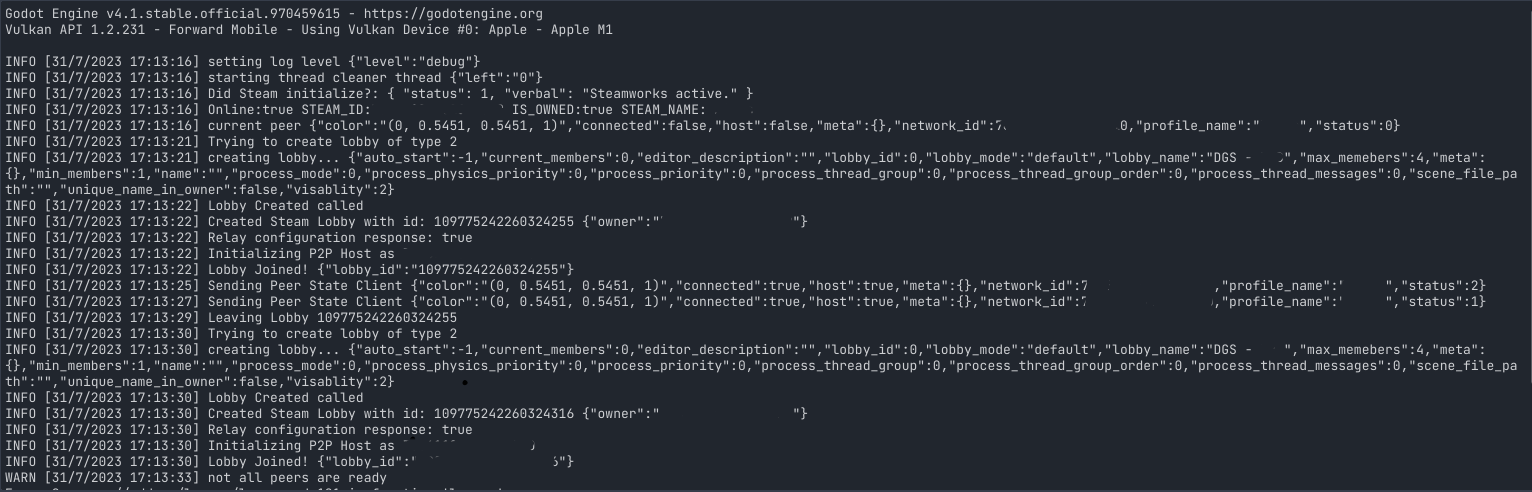 Godot Engine v4.1.stable.official.970459615 - https://godotengine.org
Vulkan API 1.2.231 - Forward Mobile - Using Vulkan Device #0: Apple - Apple M1
INFO [31/7/2023 17:13:16] setting log level {"level":"debug"}
INFO [31/7/2023 17:13:16] starting thread cleaner thread {"left":"0"}
INFO [31/7/2023 17:13:16] Did Steam initialize?: { "status": 1, "verbal": "Steamworks active." }
INFO [31/7/2023 17:13:16] Online:true STEAM_ID: IS_OWNED:true STEAM_NAME:
INFO [31/7/2023 17:13:16] current peer {"color":"(0, 0.5451, 0.5451, 1)","connected":false,"host":false,"meta":{},"network_id":7 0,"profile_name":" ","status":0}
INFO [31/7/2023 17:13:21] Trying to create lobby of type 2
INFO [31/7/2023 17:13:21] creating lobby... {"auto_start":-1,"current_members":0,"editor_description":"","lobby_id":0,"lobby_mode":"default","lobby_name":"DGS - ","max_memebers":4,"meta":
{},"min_members":1,"name":"","process_mode":0,"process_physics_priority":0,"process_priority":0,"process_thread_group":0,"process_thread_group_order":0,"process_thread_messages":0,"scene_file_pa
th":"","unique_name_in_owner":false,"visablity":2}
INFO [31/7/2023 17:13:22] Lobby Created called
INFO [31/7/2023 17:13:22] Created Steam Lobby with id: 109775242260324255 {"owner":" "}
INFO [31/7/2023 17:13:22] Relay configuration response: true
INFO [31/7/2023 17:13:22] Initializing P2P Host as
INFO [31/7/2023 17:13:22] Lobby Joined! {"lobby_id":"109775242260324255"}
INFO [31/7/2023 17:13:25] Sending Peer State Client {"color":"(0, 0.5451, 0.5451, 1)","connected":true,"host":true,"meta":{},"network_id":7 ,"profile_name":" ","status":2}
INFO [31/7/2023 17:13:27] Sending Peer State Client {"color":"(0, 0.5451, 0.5451, 1)","connected":true,"host":true,"meta":{},"network_id":7 ,"profile_name":" ","status":1}
INFO [31/7/2023 17:13:29] Leaving Lobby 109775242260324255
INFO [31/7/2023 17:13:30] Trying to create lobby of type 2
INFO [31/7/2023 17:13:30] creating lobby... {"auto_start":-1,"current_members":0,"editor_description":"","lobby_id":0,"lobby_mode":"default","lobby_name":"DGS - ","max_memebers":4,"meta":
{},"min_members":1,"name":"","process_mode":0,"process_physics_priority":0,"process_priority":0,"process_thread_group":0,"process_thread_group_order":0,"process_thread_messages":0,"scene_file_pa
th":"","unique_name_in_owner":false,"visablity":2}
INFO [31/7/2023 17:13:30] Lobby Created called
INFO [31/7/2023 17:13:30] Created Steam Lobby with id: 109775242260324316 {"owner":" "}
INFO [31/7/2023 17:13:30] Relay configuration response: true
INFO [31/7/2023 17:13:30] Initializing P2P Host as
INFO [31/7/2023 17:13:30] Lobby Joined! {"lobby_id":" 6"}
WARN [31/7/2023 17:13:33] not all peers are ready